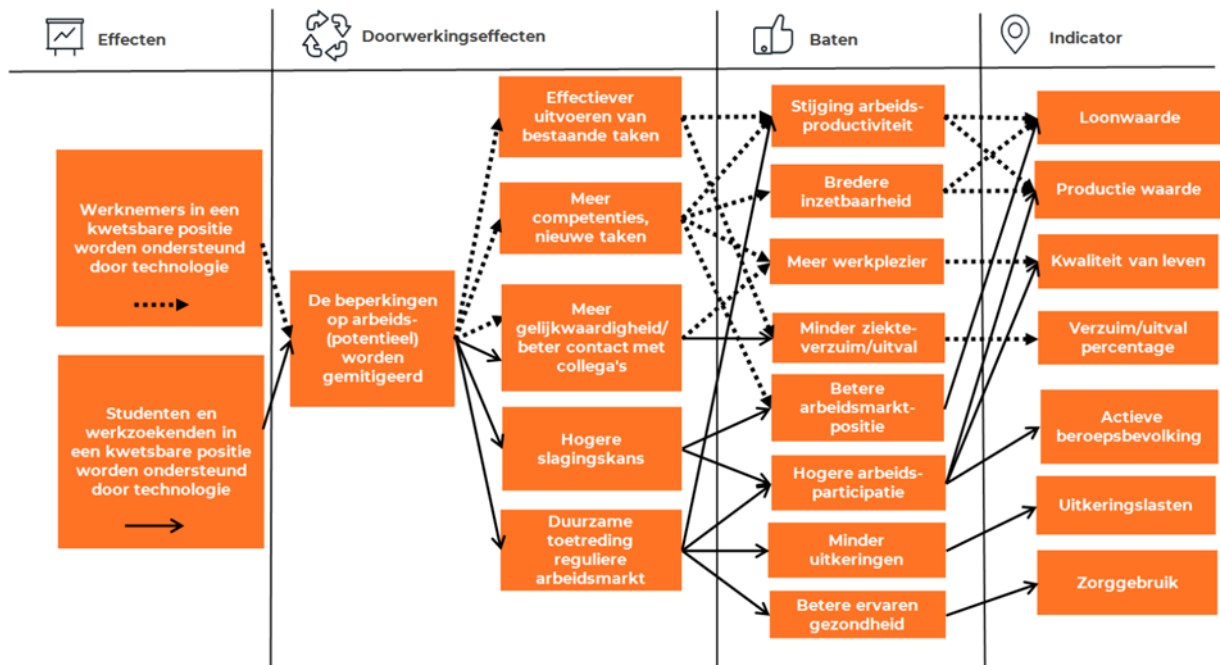 Effecten
Doorwerkingseffecten
Baten
Indicator
Werknemers in een
kwetsbare positie
worden ondersteund
door technologie
Studenten en
werkzoekenden in
een kwetsbare positie
worden ondersteund
door technologie
De beperkingen
op arbeids-
(potentieel)
worden
gemitigeerd
Effectiever
uitvoeren van
bestaande taken
Meer
competenties,
nieuwe taken
Meer
gelijkwaardigheid/
beter contact met
collega's
Hogere
slagingskans
Duurzame
toetreding
reguliere
arbeidsmarkt
Stijging arbeids-
productiviteit
Bredere
inzetbaarheid
Meer werkplezier
Minder ziekte-
verzuim/uitval
Betere
arbeidsmarkt-
positie
Hogere arbeids-
participatie
Minder
uitkeringen
Betere ervaren
gezondheid
Loonwaarde
Productie waarde
Kwaliteit van leven
Verzuim/uitval
percentage
Actieve
beroepsbevolking
Uitkeringslasten
Zorggebruik